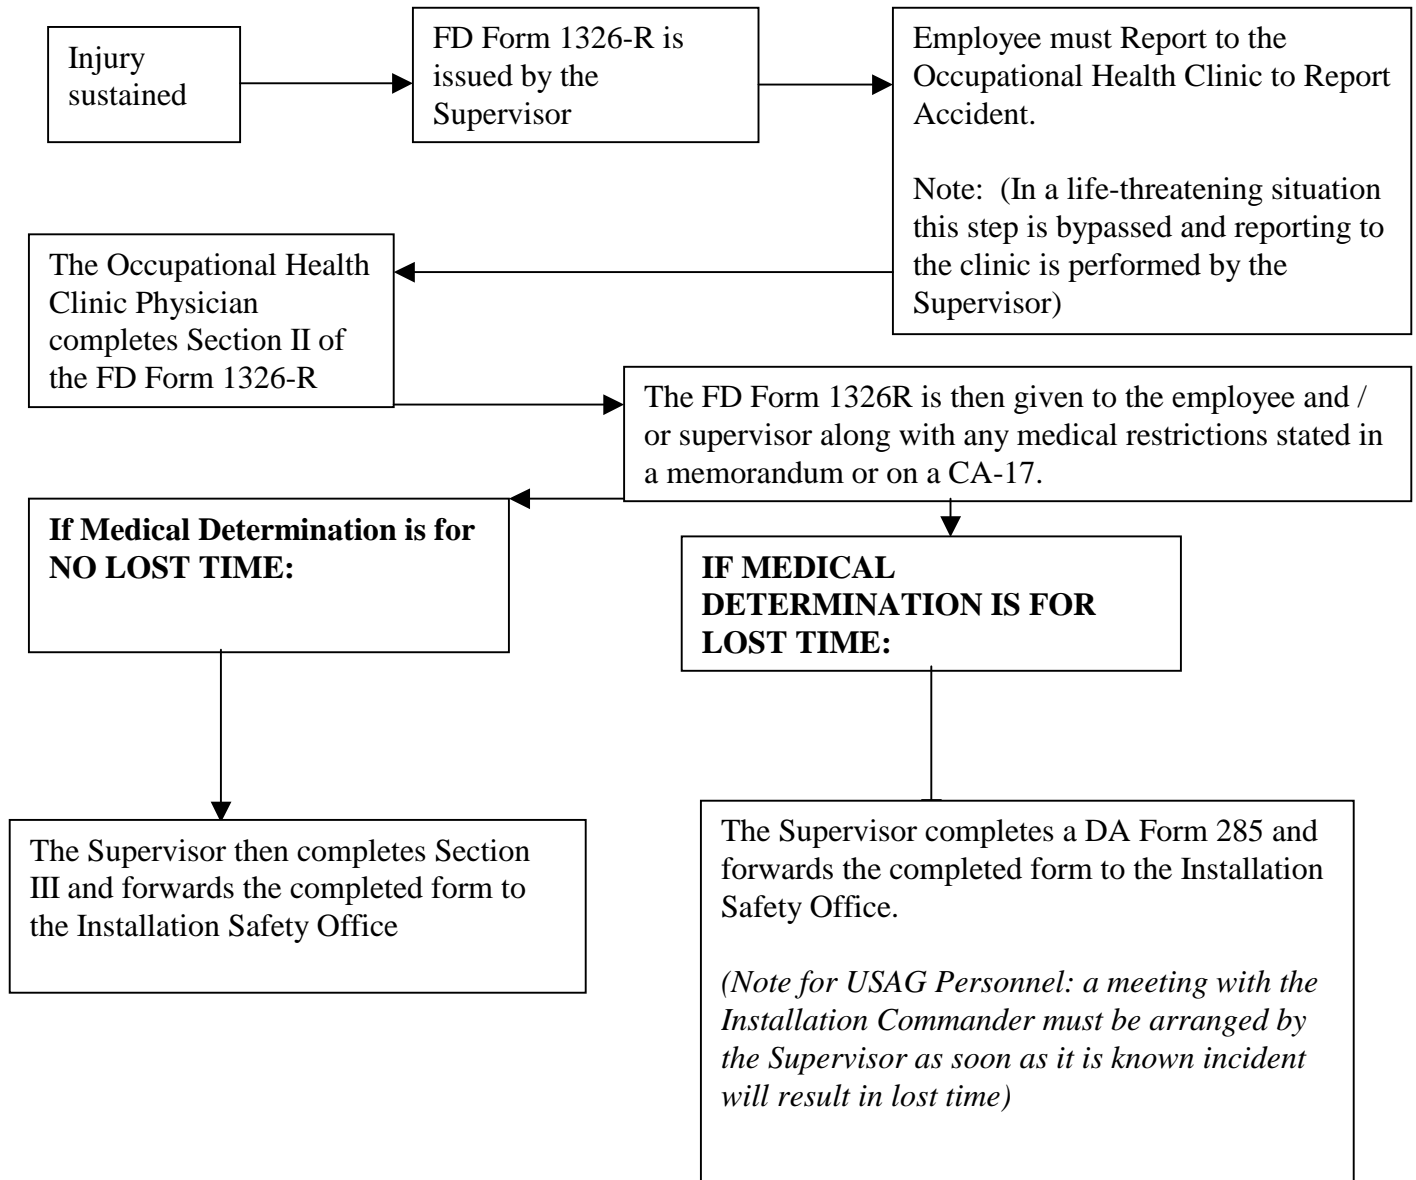 Injury
sustained
FD Form 1326-R is
issued by the
Supervisor
Employee must Report to the
Occupational Health Clinic to Report
Accident.
Note:  (In a life-threatening situation
this step is bypassed and reporting to
the clinic is performed by the
Supervisor)
The Occupational Health
Clinic Physician
completes Section II of
the FD Form 1326-R
The FD Form 1326R is then given to the employee and /
or supervisor along with any medical restrictions stated in
a memorandum or on a CA-17.
If Medical Determination is for
NO LOST TIME:
IF MEDICAL
DETERMINATION IS FOR
LOST TIME:
The Supervisor then completes Section
III and forwards the completed form to
the Installation Safety Office
The Supervisor completes a DA Form 285 and
forwards the completed form to the Installation
Safety Office.
(Note for USAG Personnel: a meeting with the
Installation Commander must be arranged by
the Supervisor as soon as it is known incident
will result in lost time)